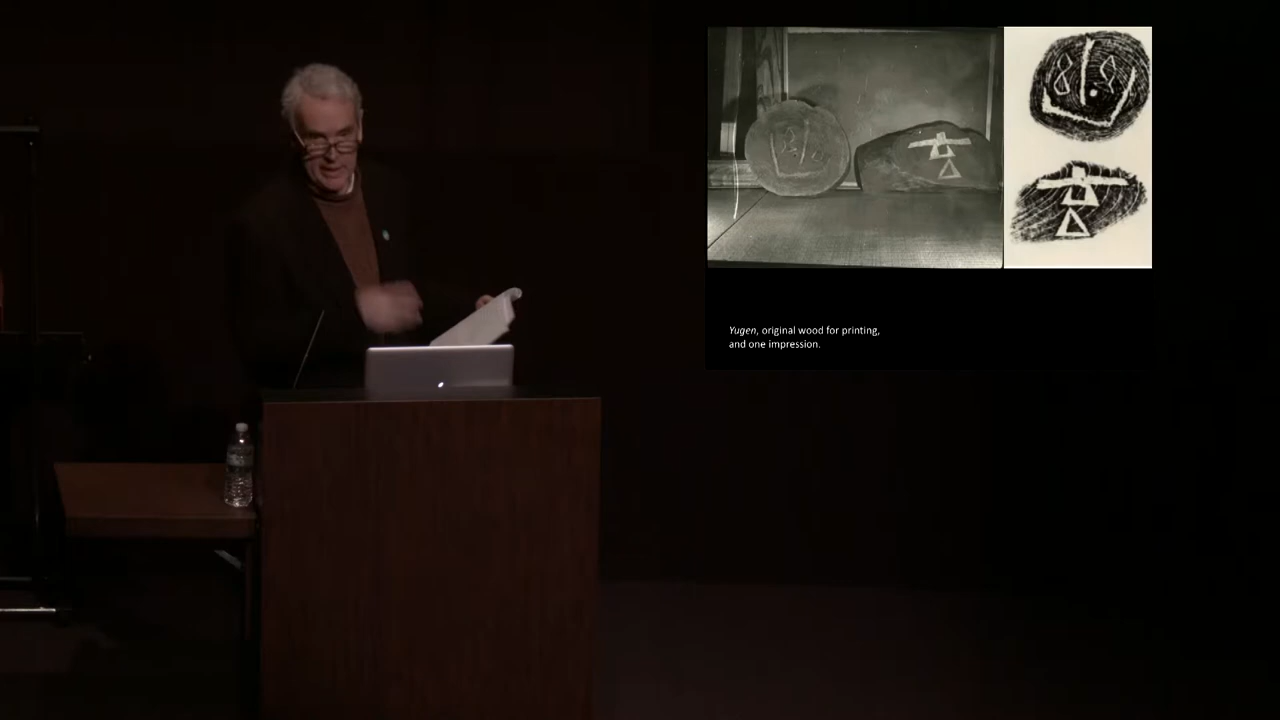 Yugen, original wood for printing,
and one impression.